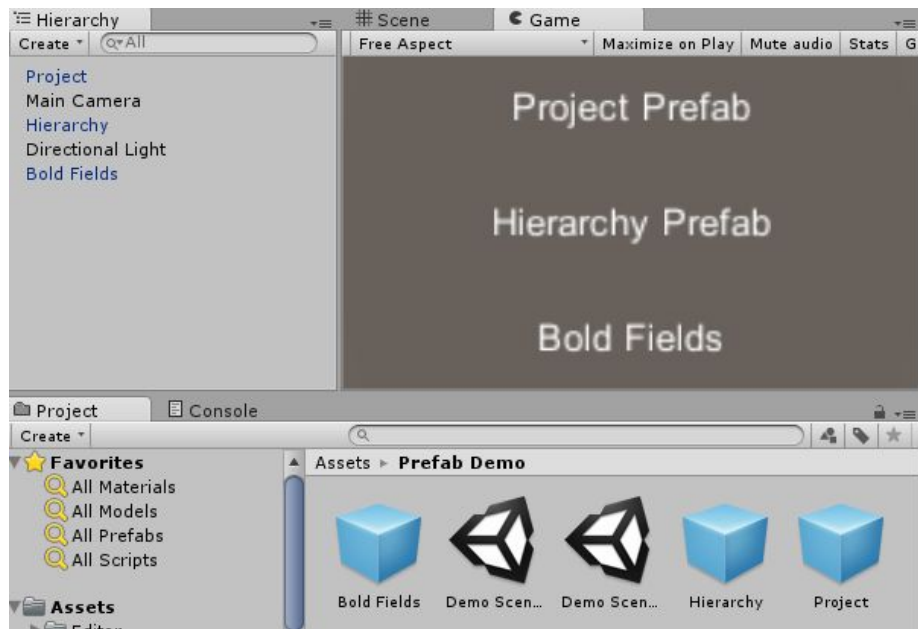 Hierarchy
Create
All
Project
Main Camera
Hierarchy
Directional Light
Bold Fields
Scene
Game
Free Aspect
Maximize on Play
Mute audio
Stats
G
Project Prefab
Hierarchy Prefab
Bold Fields
Project
Console
Create
Favorites
All Materials
All Models
All Prefabs
All Scripts
Assets
Assets Prefab Demo
Bold Fields
Demo Scen...
Demo Scen...
Hierarchy
Project